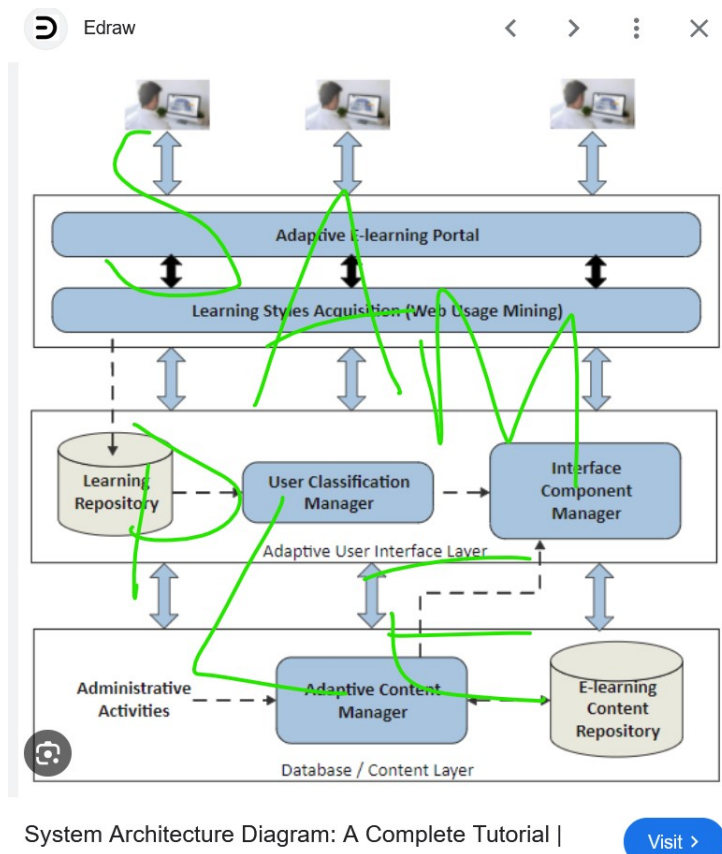 Edraw
Adaptive E-learning Portal
Learning Styles Acquisition (Web Usage Mining)
Learning
Repository
User Classification
Manager
Interface
Component
Manager
Adaptive User Interface Layer
Administrative
Activities
Adaptive Content
Manager
E-learning
Content
Repository
Database / Content Layer
SAM
PLE
System Architecture Diagram: A Complete Tutorial |
Visit